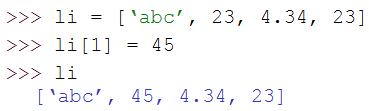 >>> li = [‘abc’, 23, 4.34, 23]
>>> li[1] = 45
>>> li
[‘abc’, 45, 4.34, 23]